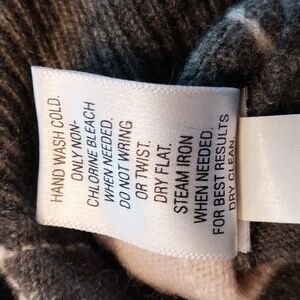 HAND WASH COLD.
ONLY NON-
CHLORINE BLEACH
WHEN NEEDED.
DO NOT WRING
OR TWIST.
DRY FLAT.
STEAM IRON
WHEN NEEDED.
FOR BEST RESULTS
DRY CLEAN